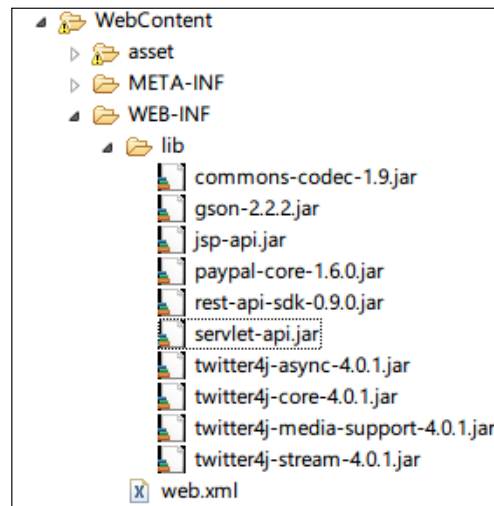 WebContent
asset
META-INF
WEB-INF
lib
commons-codec-1.9.jar
gson-2.2.2.jar
jsp-api.jar
paypal-core-1.6.0.jar
rest-api-sdk-0.9.0.jar
servlet-api.jar
twitter4j-async-4.0.1.jar
twitter4j-core-4.0.1.jar
twitter4j-media-support-4.0.1.jar
twitter4j-stream-4.0.1.jar
web.xml